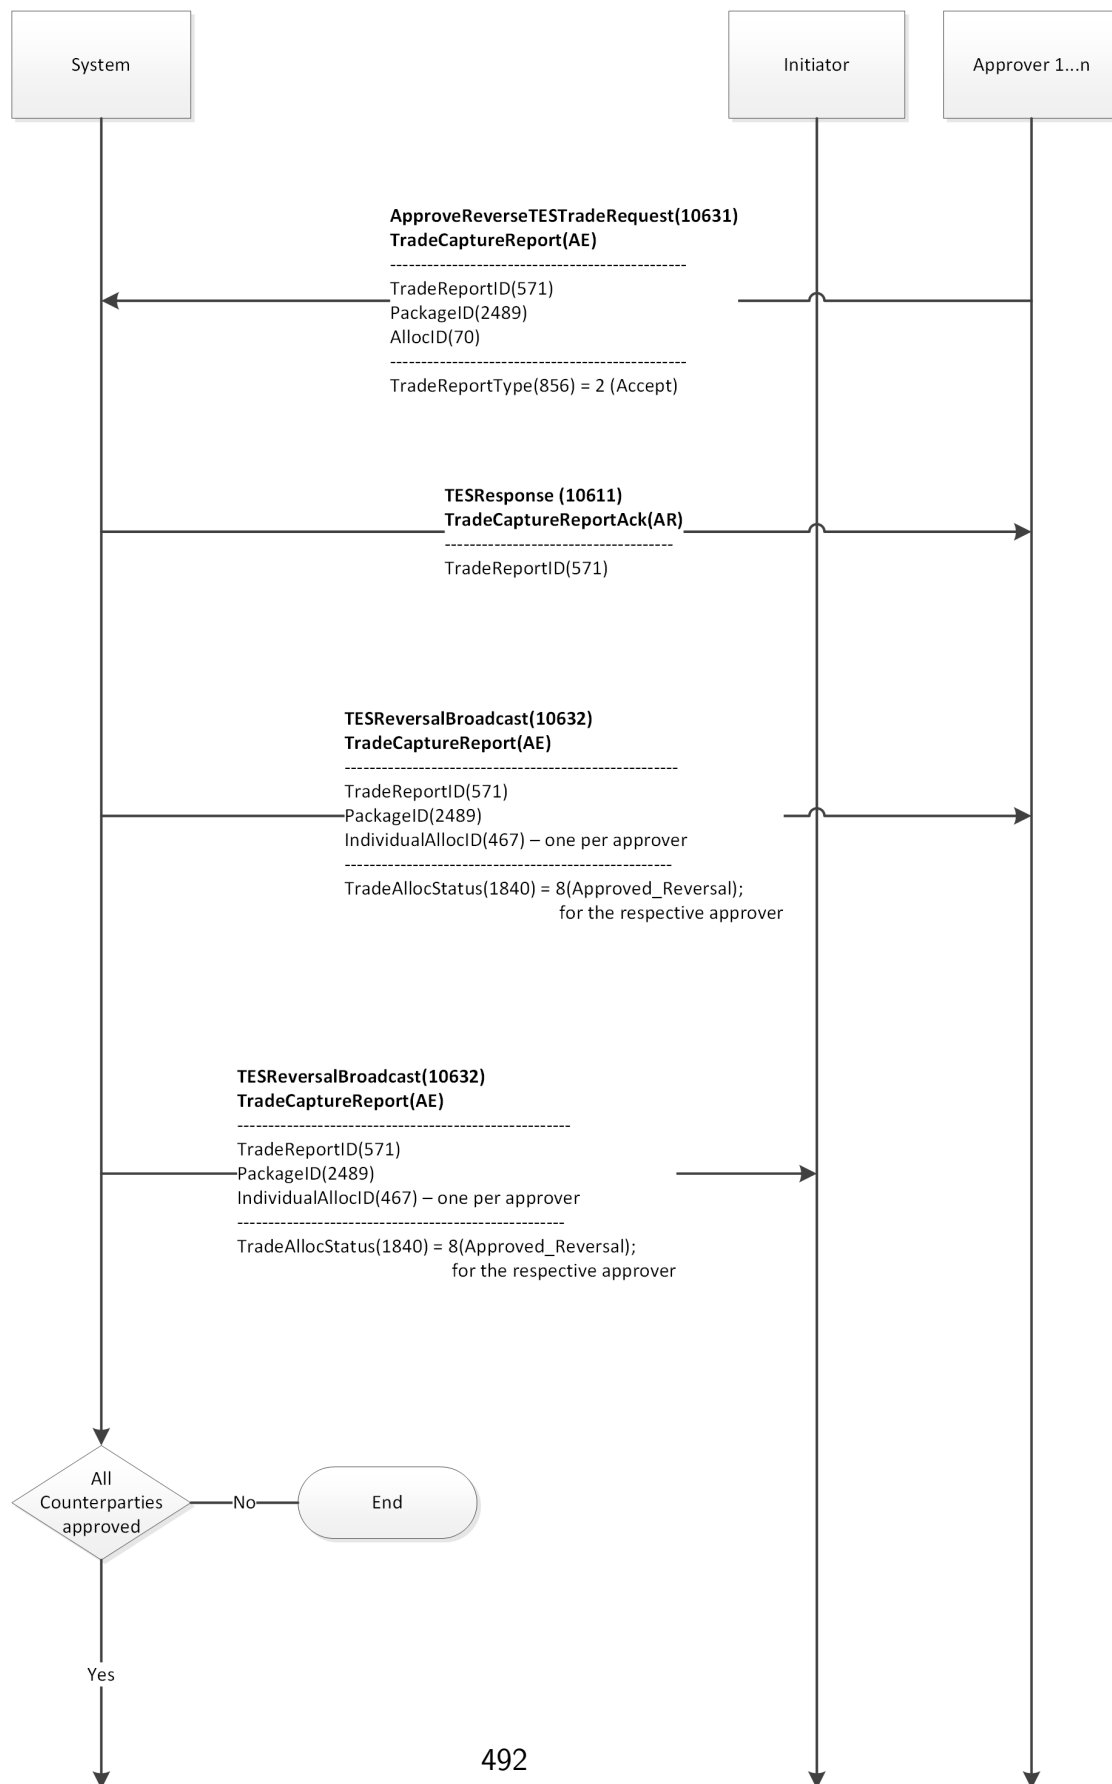 System
Initiator
Approver 1...n
ApproveReverseTESTradeRequest(10631)
TradeCaptureReport(AE)
------------------------------------------------
TradeReportID(571)
PackageID(2489)
AllocID(70)
------------------------------------------------
TradeReportType(856) = 2 (Accept)
TESResponse (10611)
TradeCaptureReportAck(AR)
-------------------------------------
TradeReportID(571)
TESReversalBroadcast(10632)
TradeCaptureReport(AE)
------------------------------------------------------
TradeReportID(571)
PackageID(2489)
IndividualAllocID(467) – one per approver
-----------------------------------------------------
TradeAllocStatus(1840) = 8(Approved_Reversal);
for the respective approver
TESReversalBroadcast(10632)
TradeCaptureReport(AE)
------------------------------------------------------
TradeReportID(571)
PackageID(2489)
IndividualAllocID(467) – one per approver
-----------------------------------------------------
TradeAllocStatus(1840) = 8(Approved_Reversal);
for the respective approver
All
Counterparties
approved
No
End
Yes
492